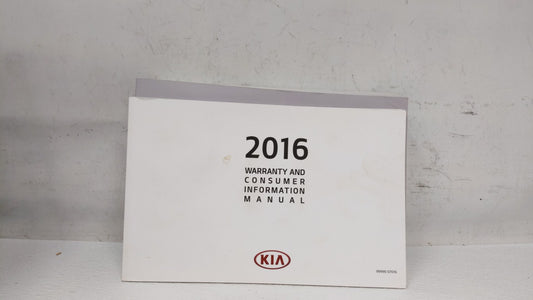 2016
WARRANTY AND
CONSUMER
INFORMATION
MANUAL
KIA